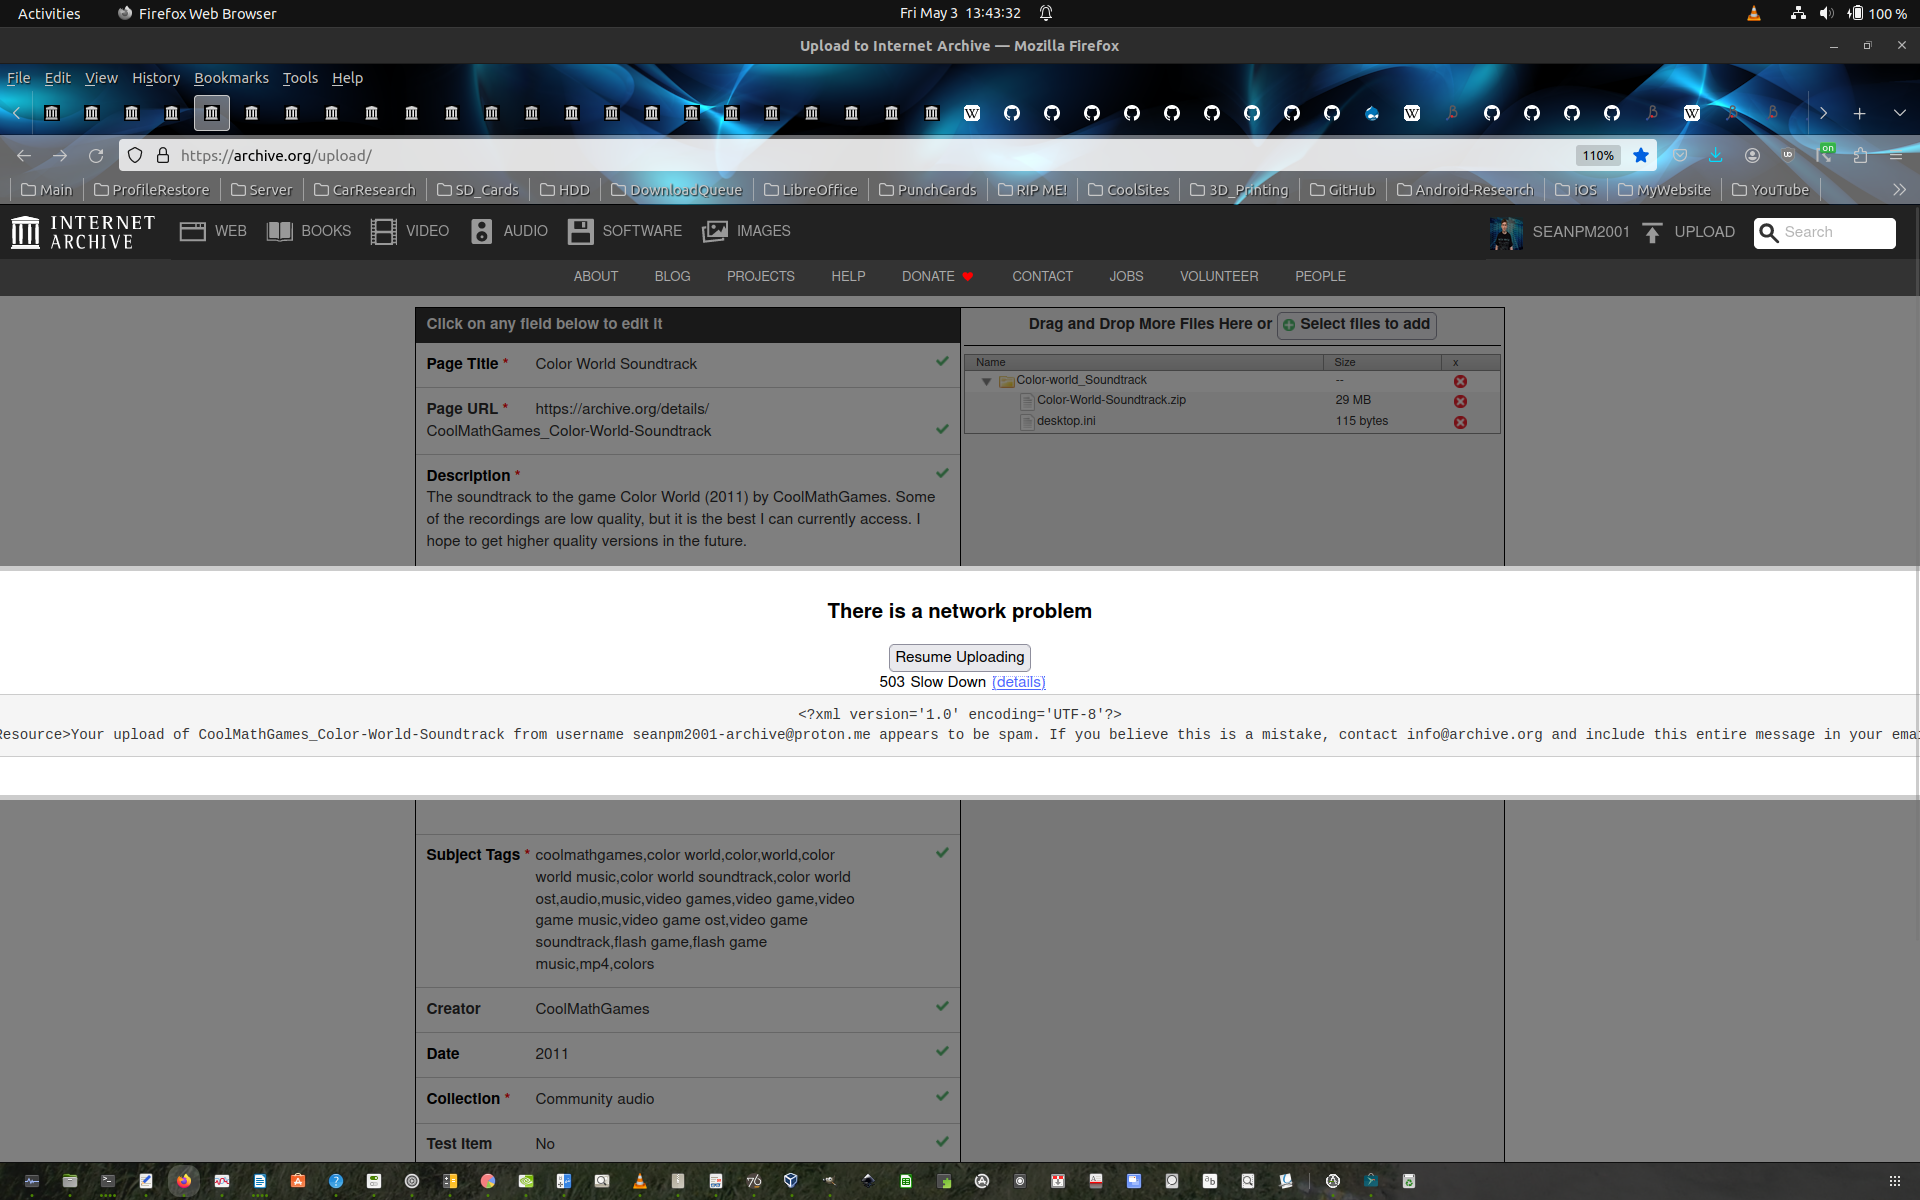 Activities
Firefox Web Browser
Fri May 3 13:43:32
100 %
Upload to Internet Archive — Mozilla Firefox
File Edit View History Bookmarks Tools Help
https://archive.org/upload/
110%
on
Main ProfileRestore Server CarResearch SD_Cards HDD DownloadQueue LibreOffice PunchCards RIP ME! CoolSites 3D_Printing GitHub Android-Research iOS MyWebsite YouTube
INTERNET
ARCHIVE
WEB BOOKS VIDEO AUDIO SOFTWARE IMAGES
SEANPM2001 UPLOAD Search
ABOUT BLOG PROJECTS HELP DONATE CONTACT JOBS VOLUNTEER PEOPLE
Click on any field below to edit it
Page Title * Color World Soundtrack
Page URL * https://archive.org/details/
CoolMathGames_Color-World-Soundtrack
Description *
The soundtrack to the game Color World (2011) by CoolMathGames. Some
of the recordings are low quality, but it is the best I can currently access. I
hope to get higher quality versions in the future.
Drag and Drop More Files Here or Select files to add
Name Size x
Color-world_Soundtrack --
Color-World-Soundtrack.zip 29 MB
desktop.ini 115 bytes
There is a network problem
Resume Uploading
503 Slow Down (details)
<?xml version='1.0' encoding='UTF-8'?>
Resource>Your upload of CoolMathGames_Color-World-Soundtrack from username seanpm2001-archive@proton.me appears to be spam. If you believe this is a mistake, contact info@archive.org and include this entire message in your emai
Subject Tags * coolmathgames,color world,color,world,color
world music,color world soundtrack,color world
ost,audio,music,video games,video game,video
game music,video game ost,video game
soundtrack,flash game,flash game
music,mp4,colors
Creator CoolMathGames
Date 2011
Collection * Community audio
Test Item No